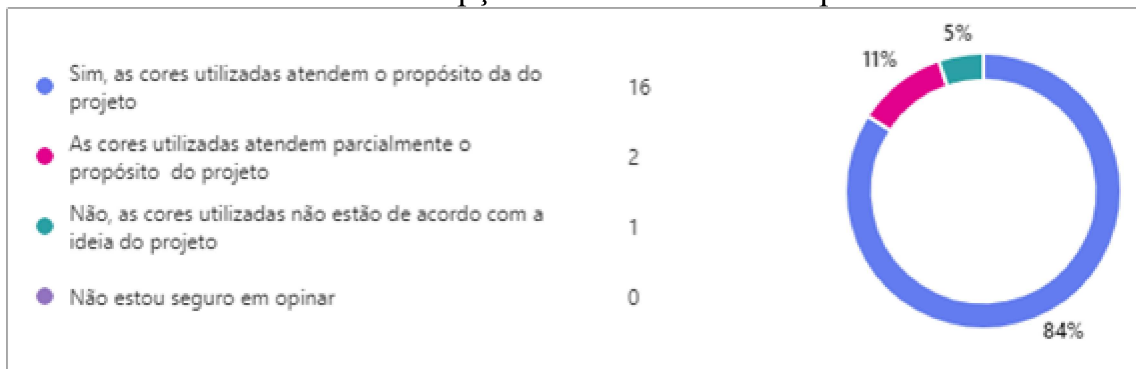 5%
11%
Sim, as cores utilizadas atendem o propósito da do
projeto
16
As cores utilizadas atendem parcialmente o
propósito do projeto
2
Não, as cores utilizadas não estão de acordo com a
ideia do projeto
1
Não estou seguro em opinar
0
84%